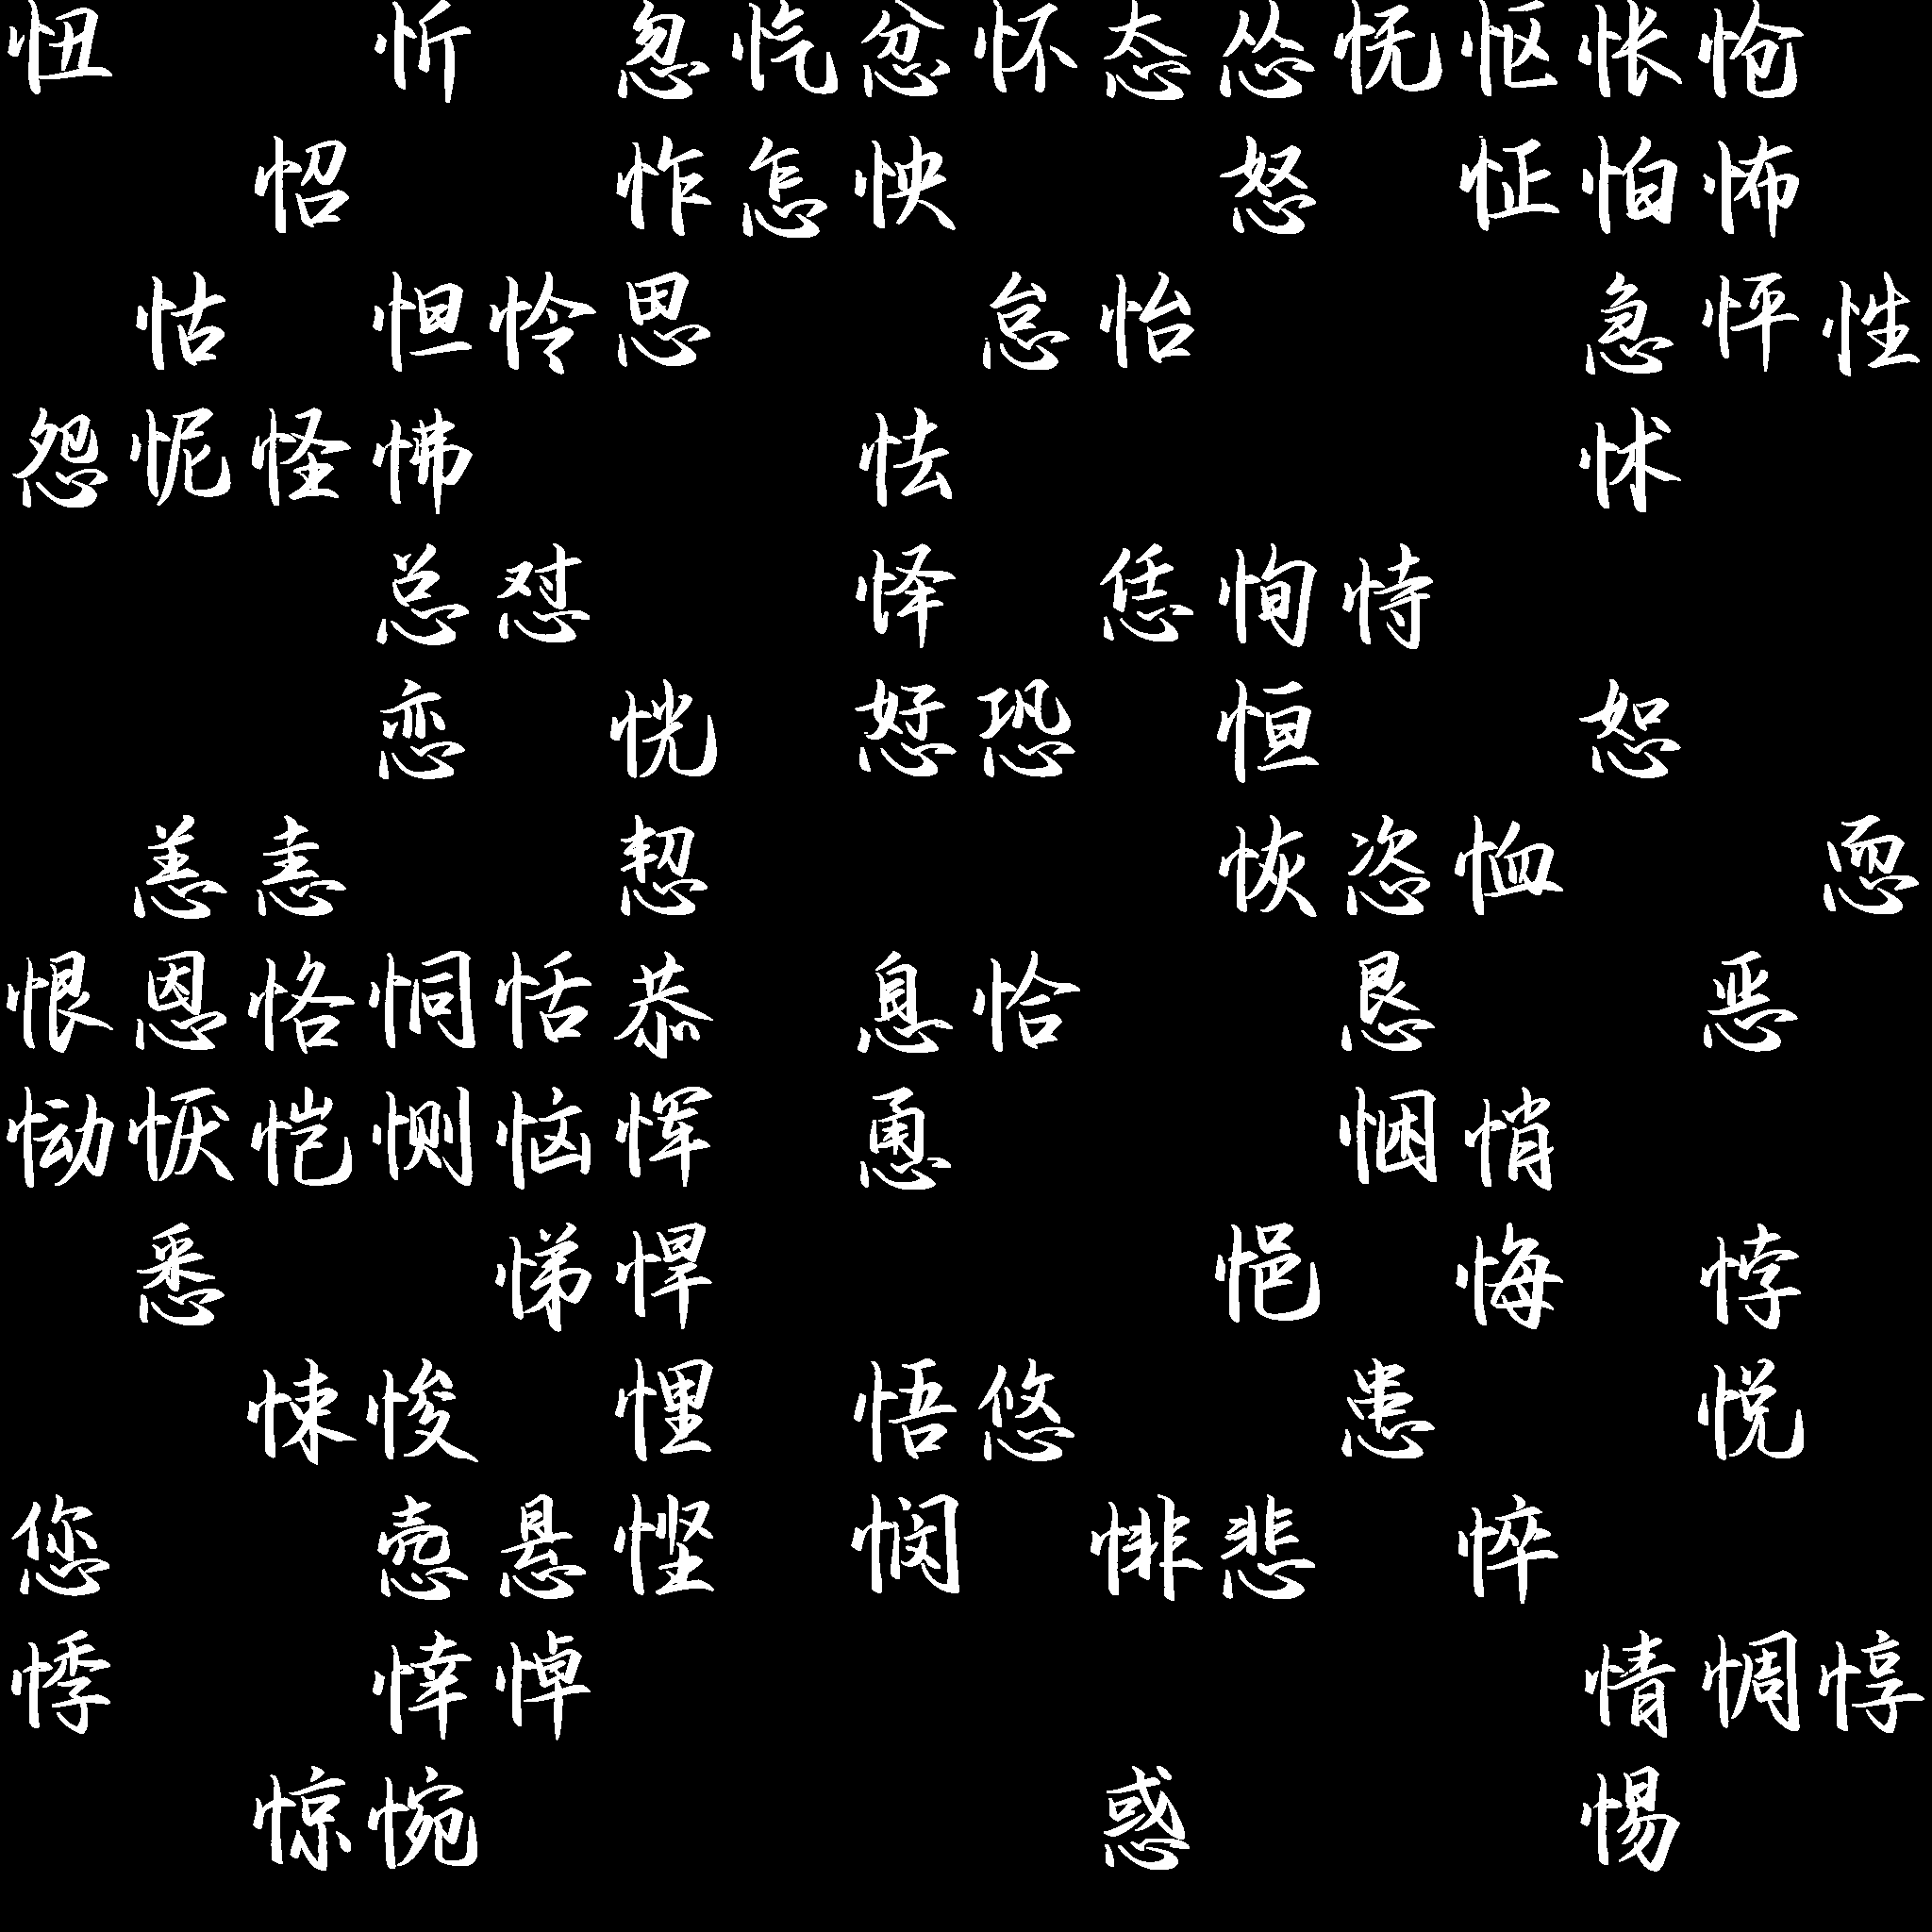 忸 忻 忽忾忿怀态怂怃怄怅怆
怊 怍怎怏 怒 怔怕怖
怙 怛怜思 怠怡 急怦性
怨怩怪怫 怯 怵
总怼 怿 恁恂恃
恋 恍 恏恐 恒 恕
恙恚 恝 恢恣恤 恧
恨恩恪恫恬恭 息恰 恳 恶
恸恹恺恻恼恽 恿 悃悄
悉 悌悍 悒 悔 悖
悚悛 悝 悟悠 患 悦
您 悫悬悭 悯 悱悲 悴
悸 悻悼 情惆惇
惊惋 惑 惕